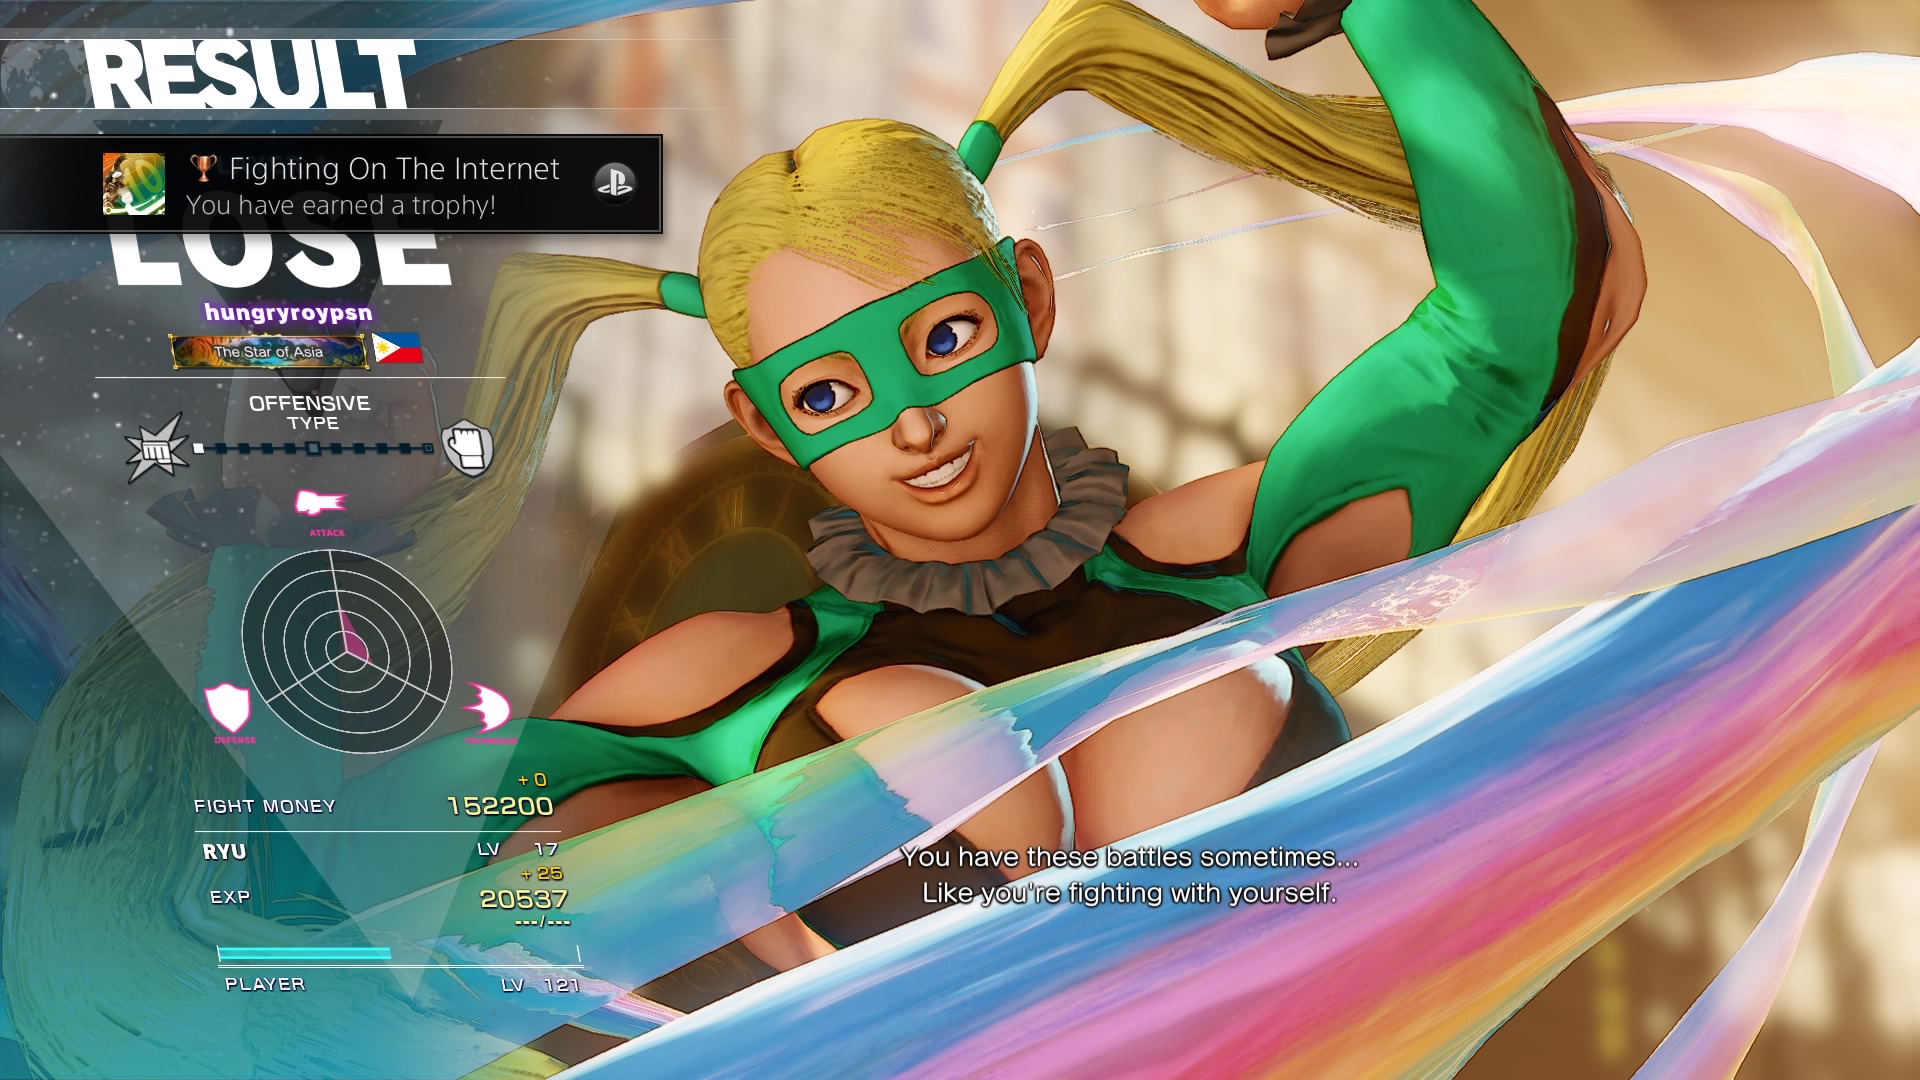 RESULT
Fighting On The Internet
You have earned a trophy!
LOSE
hungryroypsn
The Star of Asia
OFFENSIVE
TYPE
ATTACK
DEFENSE
TECHNIQUE
+ 0
FIGHT MONEY 152200
RYU LV 17
+ 25
EXP 20537
---/---
PLAYER LV 121
You have these battles sometimes...
Like you're fighting with yourself.